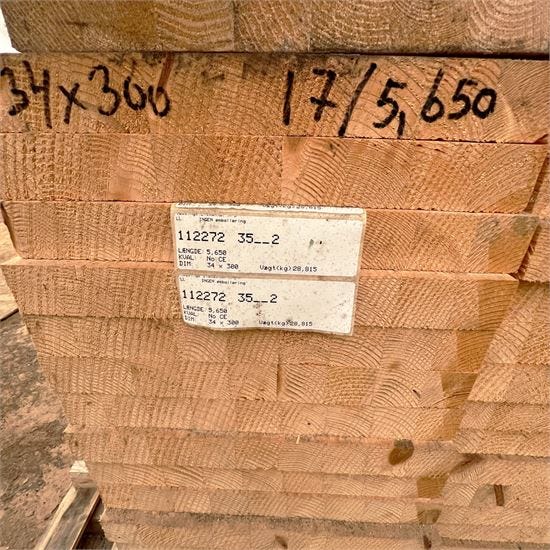 34x300 17/5,650
LL INGEN emballering
112272 35__2
LÆNGDE: 5,650
KVAL: No CE
DIM. 34 x 300 Vægt(kg) 28,815
LL INGEN emballering
112272 35__2
LÆNGDE: 5,650
KVAL: No CE
DIM. 34 x 300 Vægt(kg) 28,815